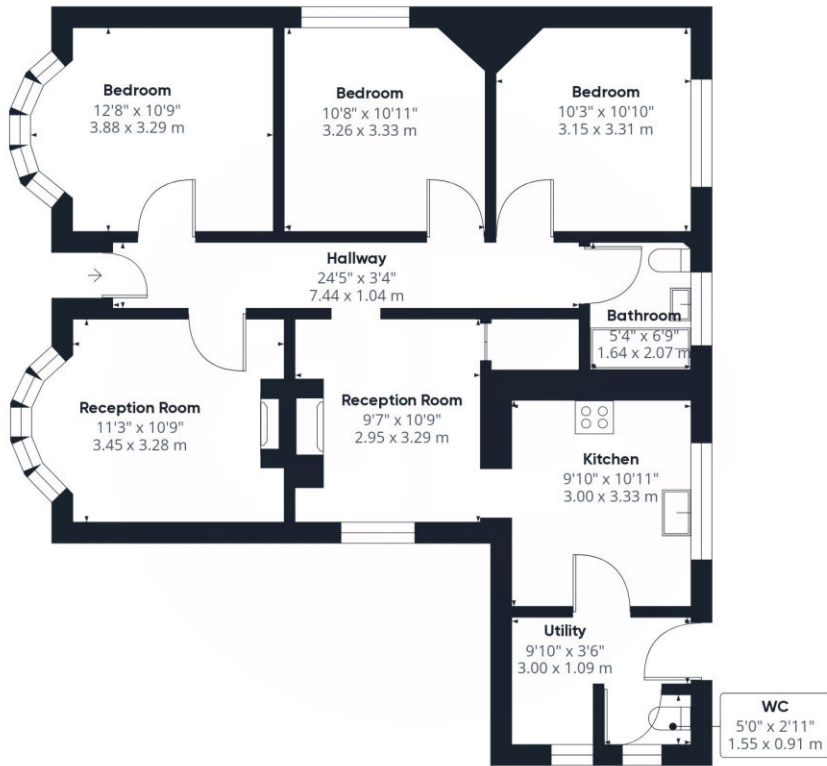 Bedroom
12'8" x 10'9"
3.88 x 3.29 m
Bedroom
10'8" x 10'11"
3.26 x 3.33 m
Bedroom
10'3" x 10'10"
3.15 x 3.31 m
Hallway
24'5" x 3'4"
7.44 x 1.04 m
Bathroom
5'4" x 6'9"
1.64 x 2.07 m
Reception Room
11'3" x 10'9"
3.45 x 3.28 m
Reception Room
9'7" x 10'9"
2.95 x 3.29 m
Kitchen
9'10" x 10'11"
3.00 x 3.33 m
Utility
9'10" x 3'6"
3.00 x 1.09 m
WC
5'0" x 2'11"
1.55 x 0.91 m